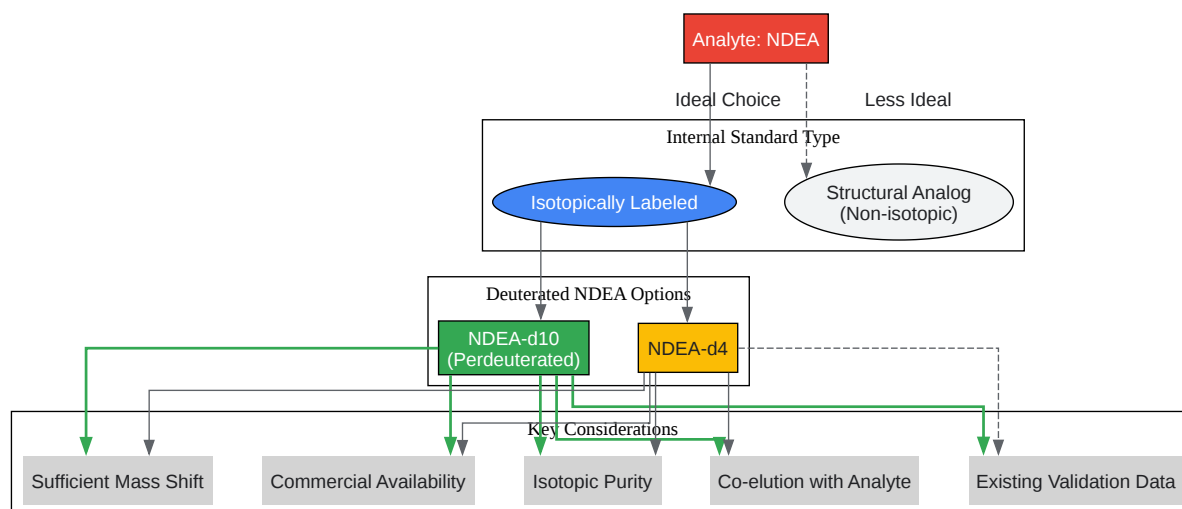 Analyte: NDEA
Ideal Choice
Less Ideal
Internal Standard Type
Isotopically Labeled
Structural Analog
(Non-isotopic)
Deuterated NDEA Options
NDEA-d10
(Perdeuterated)
NDEA-d4
Key Considerations
Sufficient Mass Shift
Commercial Availability
Isotopic Purity
Co-elution with Analyte
Existing Validation Data